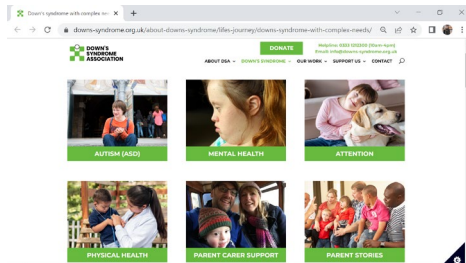 Down's syndrome with complex nee
downs-syndrome.org.uk/about-downs-syndrome/lifes-journey/downs-syndrome-with-complex-needs/
DOWN'S
SYNDROME
ASSOCIATION
DONATE
Helpline: 0333 1212300 (10am-4pm)
Email: info@downs-syndrome.org.uk
ABOUT DSA DOWN'S SYNDROME OUR WORK SUPPORT US CONTACT
AUTISM (ASD)
MENTAL HEALTH
ATTENTION
PHYSICAL HEALTH
PARENT CARER SUPPORT
PARENT STORIES